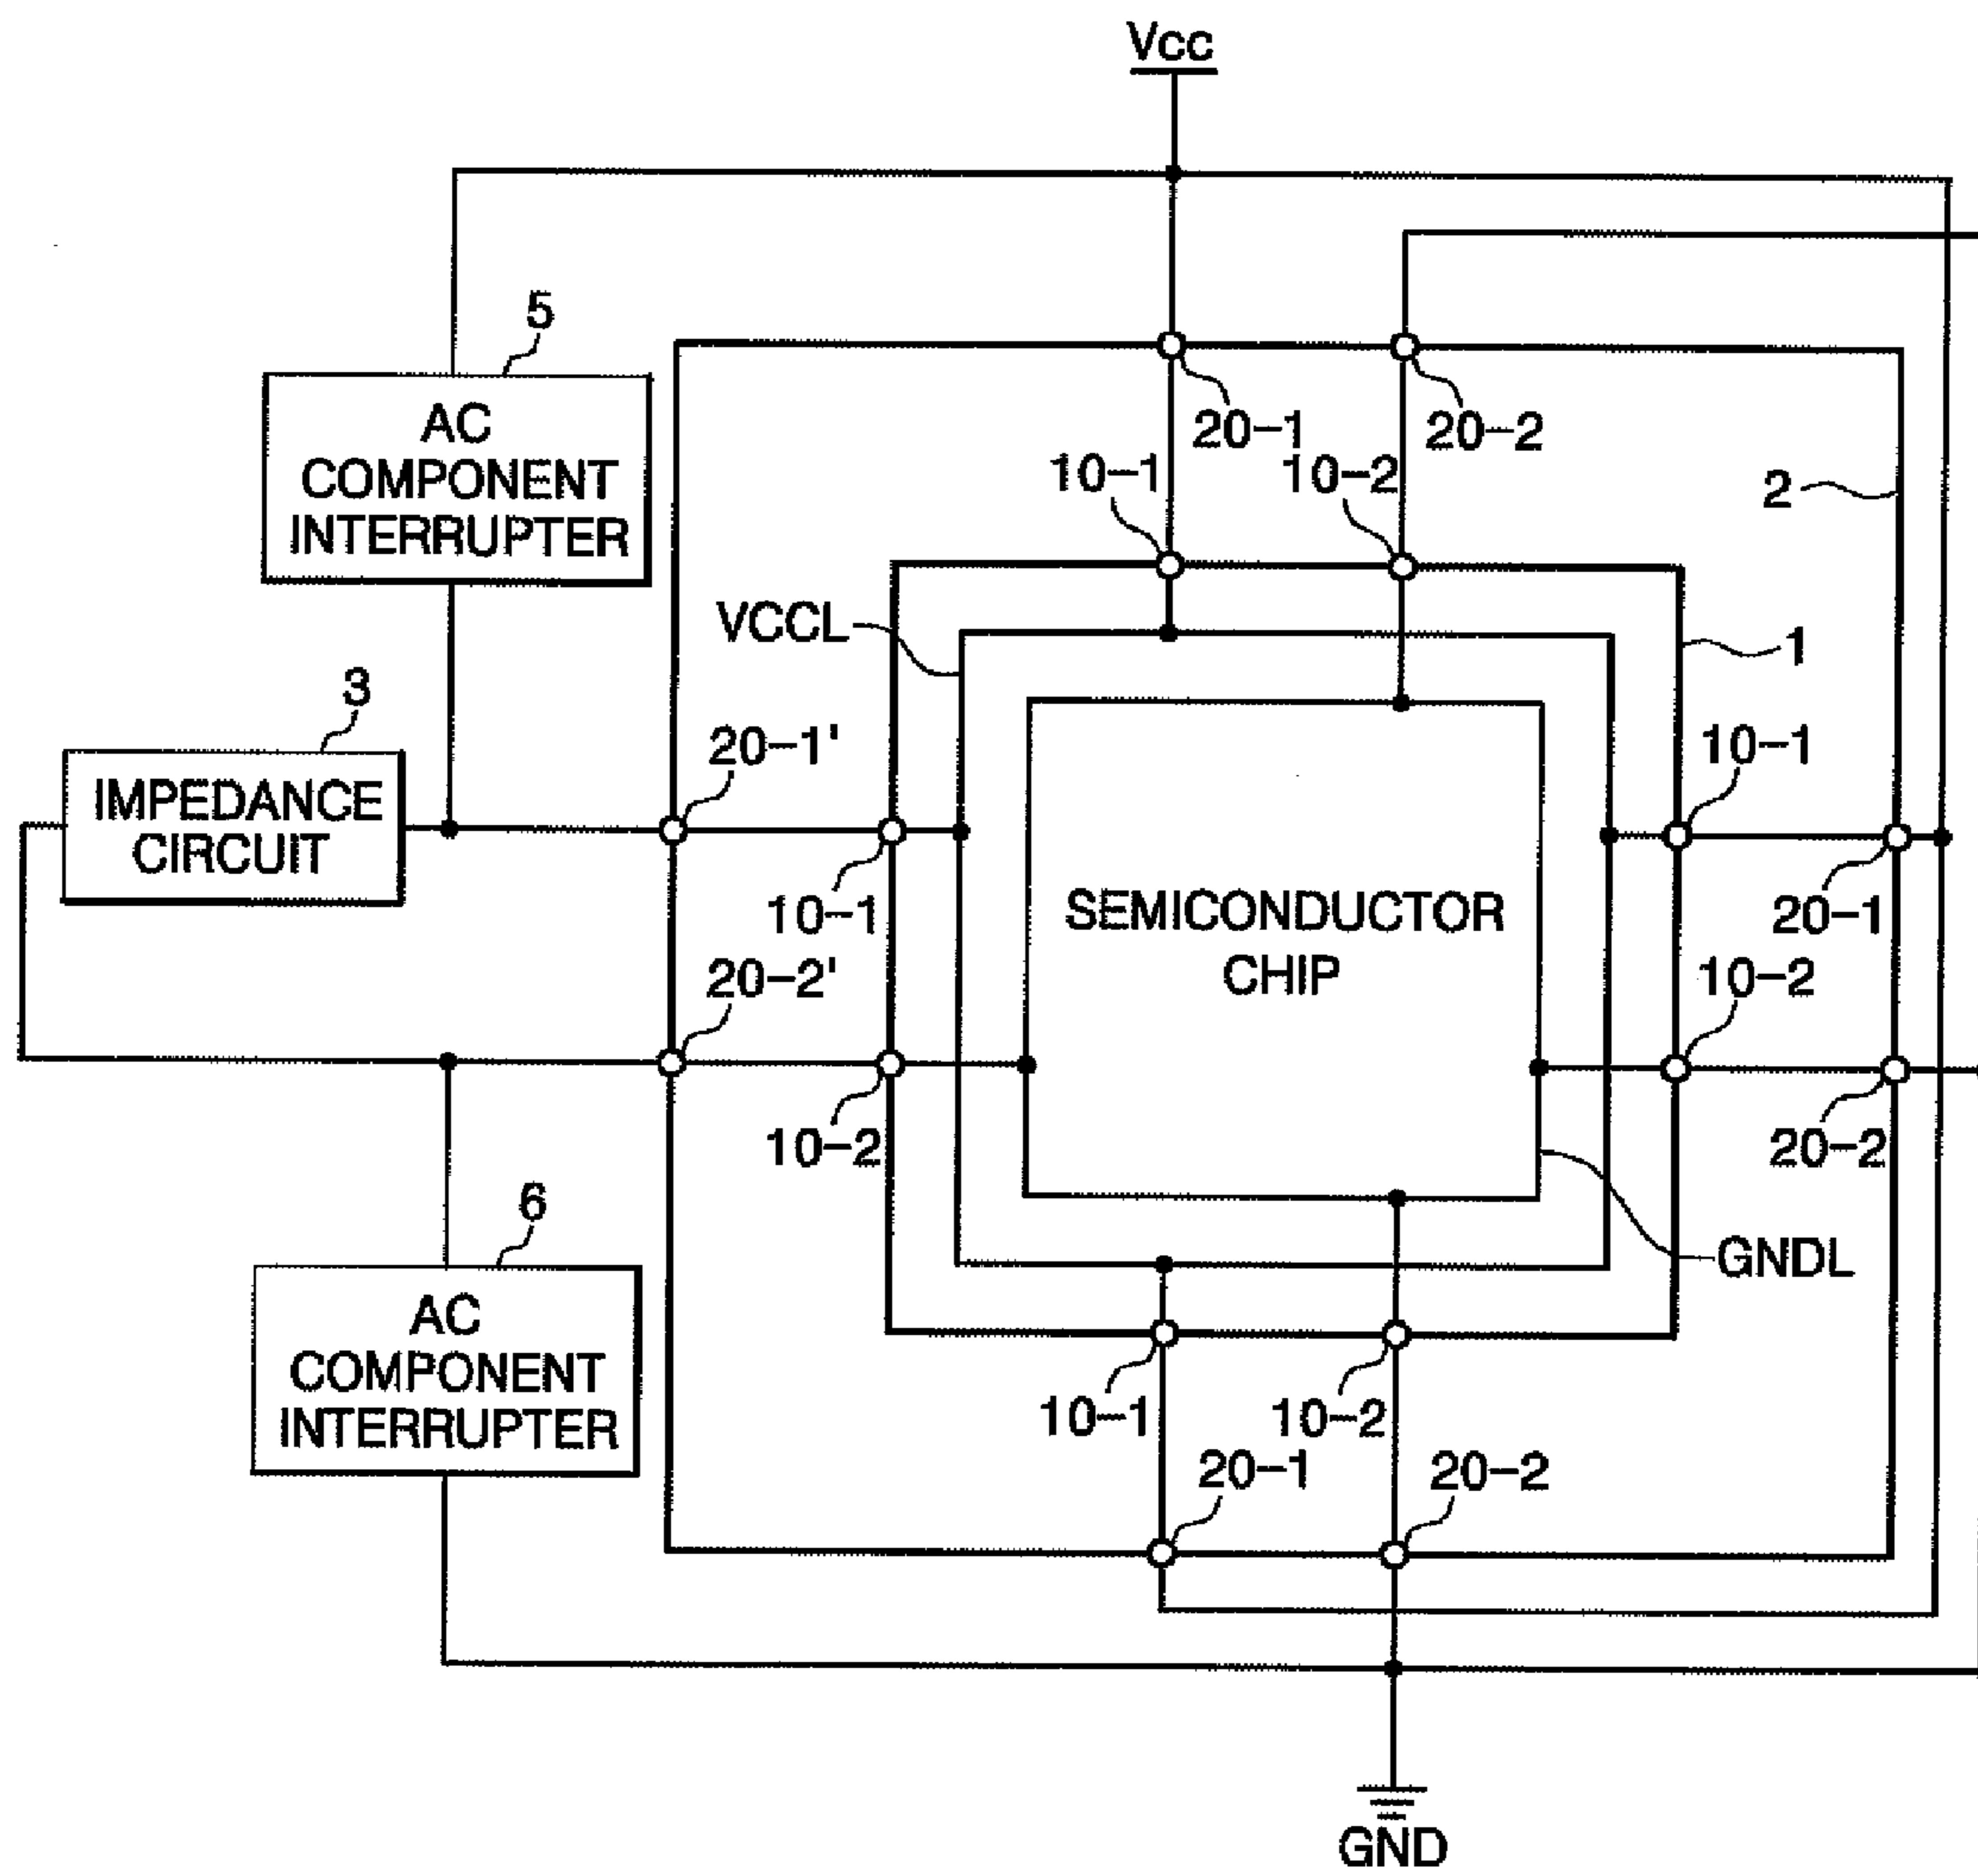 Vcc
5
AC
COMPONENT
INTERRUPTER
20-1
20-2
10-1
10-2
2
VCCL
1
3
IMPEDANCE
CIRCUIT
20-1'
10-1
10-1
20-1
SEMICONDUCTOR
CHIP
20-2'
10-2
10-2
20-2
6
AC
COMPONENT
INTERRUPTER
GNDL
10-1
10-2
20-1
20-2
GND